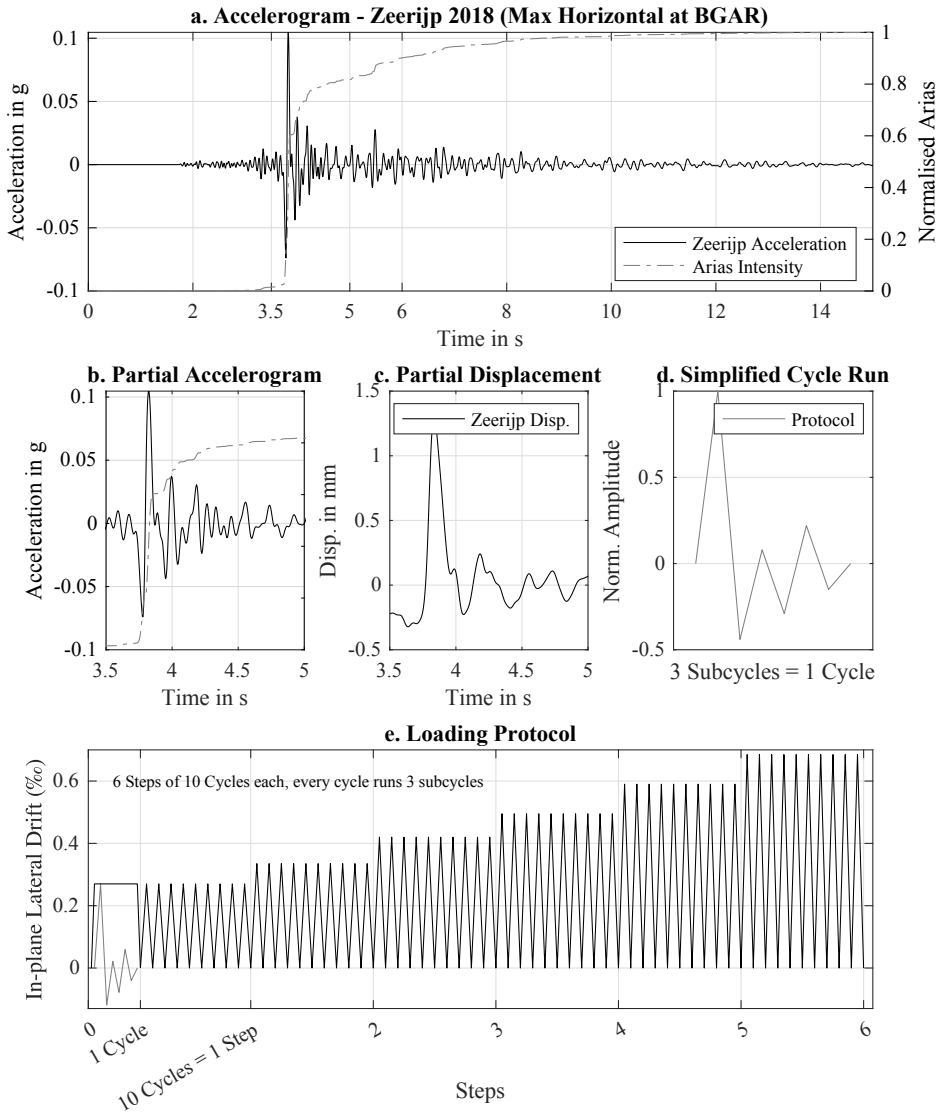 a. Accelerogram - Zeerijp 2018 (Max Horizontal at BGAR)
Acceleration in g
0.1
0.05
0
-0.05
-0.1
Normalised Arias
1
0.8
0.6
0.4
0.2
0
Zeerijp Acceleration
Arias Intensity
0 2 3.5 5 6 8 10 12 14
Time in s
b. Partial Accelerogram
Acceleration in g
0.1
0.05
0
-0.05
-0.1
3.5 4 4.5 5
Time in s
c. Partial Displacement
Disp. in mm
1.5
1
0.5
0
-0.5
Zeerijp Disp.
3.5 4 4.5 5
Time in s
d. Simplified Cycle Run
Norm. Amplitude
1
0.5
0
-0.5
Protocol
3 Subcycles = 1 Cycle
e. Loading Protocol
In-plane Lateral Drift (‰)
0.6
0.4
0.2
0
6 Steps of 10 Cycles each, every cycle runs 3 subcycles
0 1 Cycle 10 Cycles = 1 Step 2 3 4 5 6
Steps